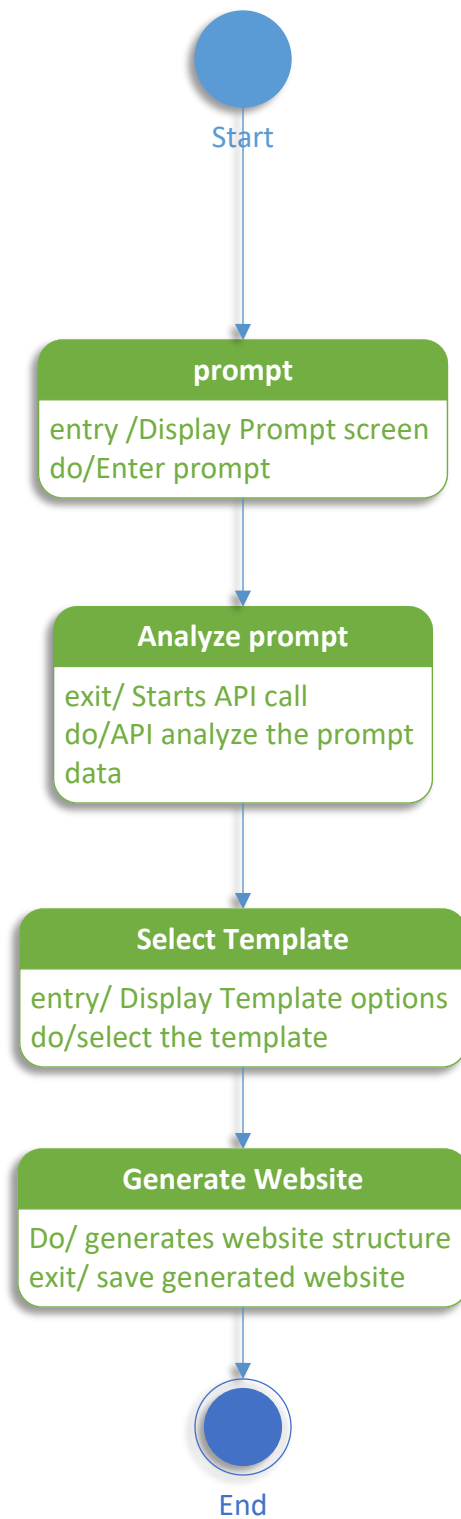 Start
prompt
entry /Display Prompt screen
do/Enter prompt
Analyze prompt
exit/ Starts API call
do/API analyze the prompt
data
Select Template
entry/ Display Template options
do/select the template
Generate Website
Do/ generates website structure
exit/ save generated website
End